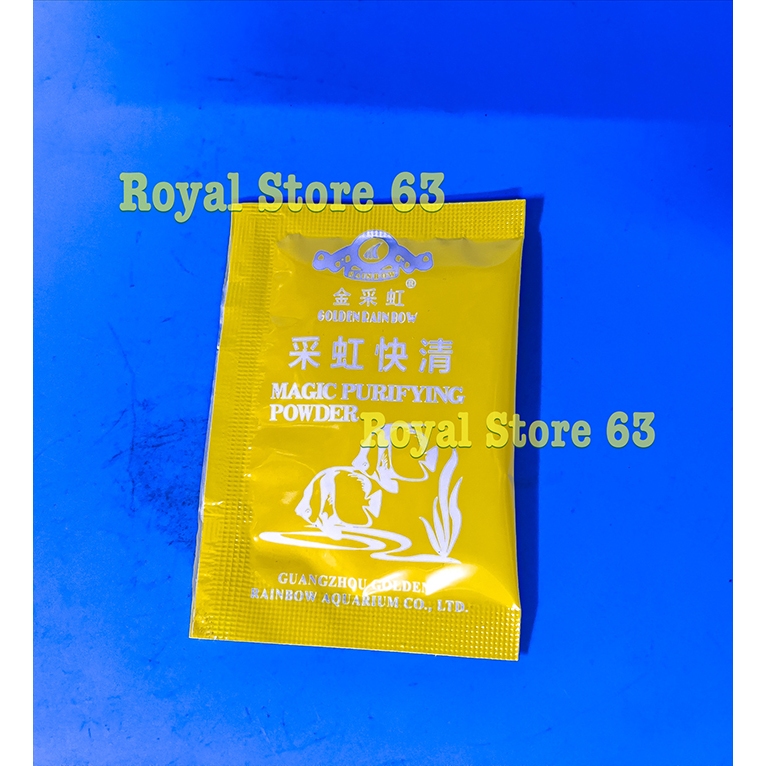 Royal Store 63
金采虹®
GOLDEN RAINBOW
采虹快清
MAGIC PURIFYING
POWDER
Royal Store 63
GUANGZHOU GOLDEN
RAINBOW AQUARIUM CO., LTD.